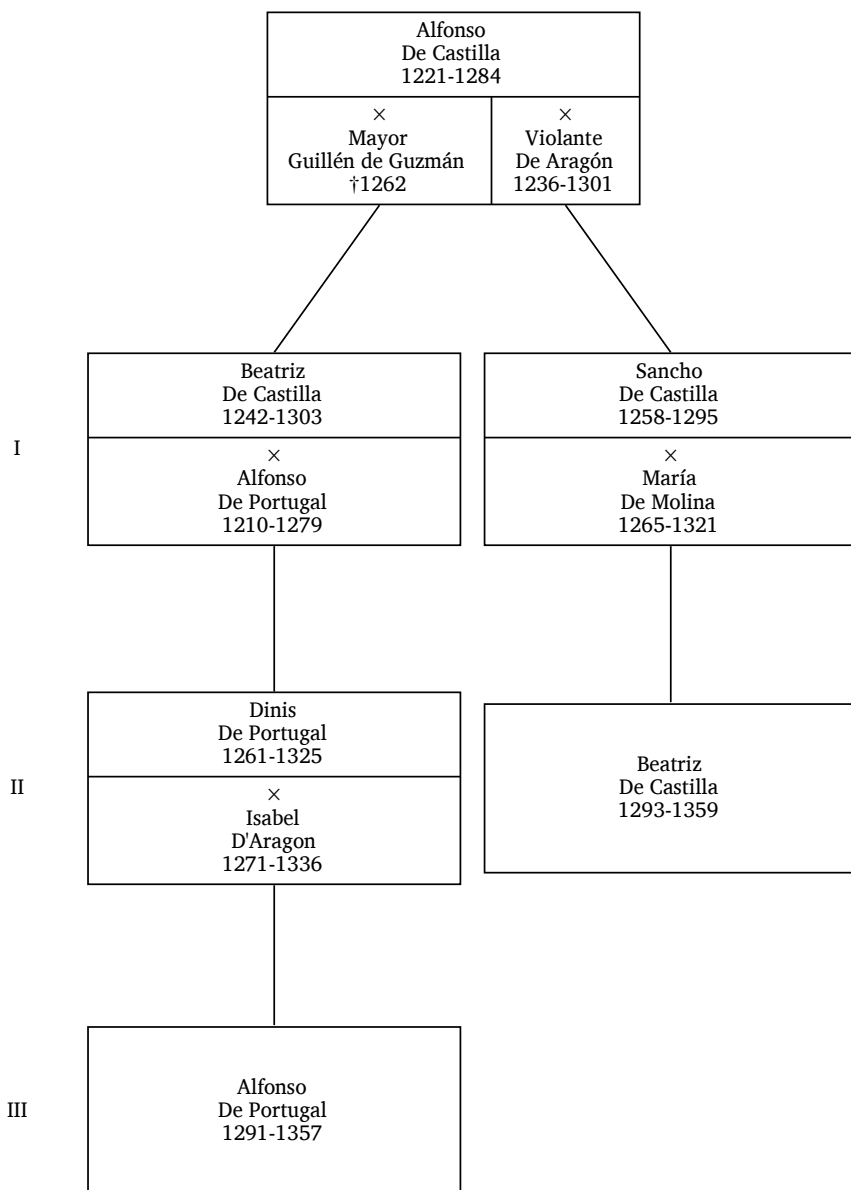 Alfonso
De Castilla
1221-1284
×
Mayor
Guillén de Guzmán
†1262
×
Violante
De Aragón
1236-1301
I
Beatriz
De Castilla
1242-1303
×
Alfonso
De Portugal
1210-1279
Sancho
De Castilla
1258-1295
×
María
De Molina
1265-1321
II
Dinis
De Portugal
1261-1325
×
Isabel
D'Aragon
1271-1336
Beatriz
De Castilla
1293-1359
III
Alfonso
De Portugal
1291-1357